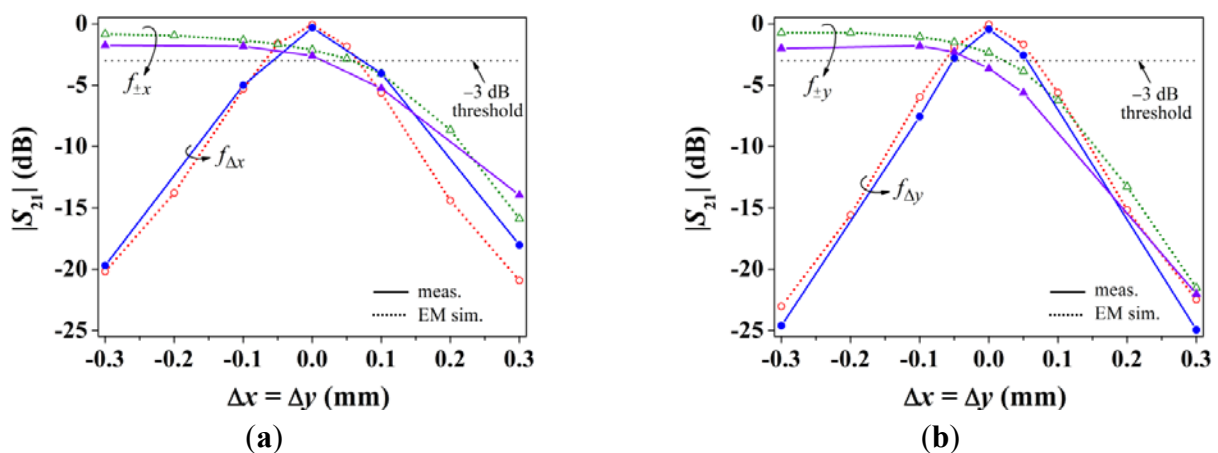 0
-5
-10
-15
-20
-25
|S21| (dB)
f±x
fΔx
−3 dB
threshold
meas.
EM sim.
-0.3 -0.2 -0.1 0.0 0.1 0.2 0.3
Δx = Δy (mm)
(a)
0
-5
-10
-15
-20
-25
|S21| (dB)
f±y
fΔy
−3 dB
threshold
meas.
EM sim.
-0.3 -0.2 -0.1 0.0 0.1 0.2 0.3
Δx = Δy (mm)
(b)